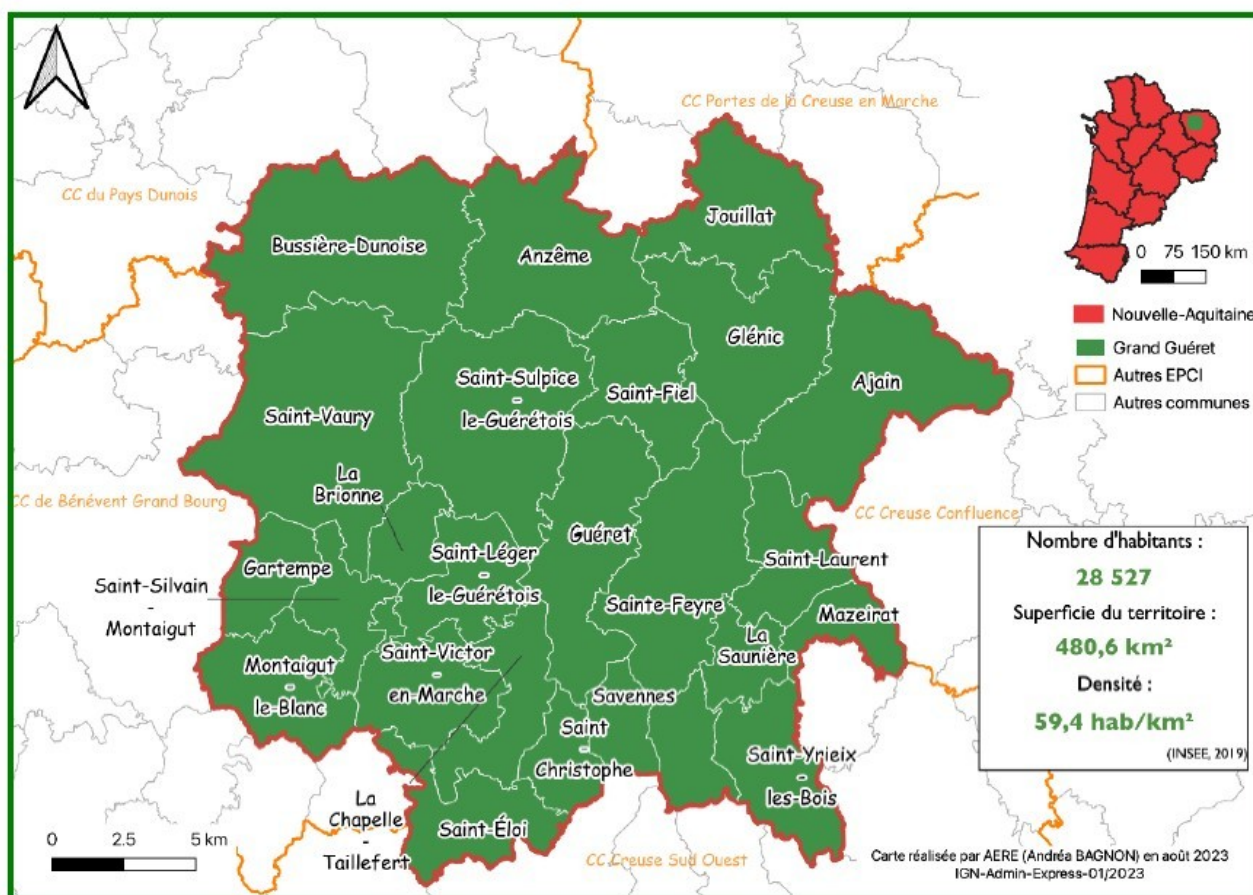 CC Portes de la Creuse en Marche
CC du Pays Dunois
Jouillat
Bussière-Dunoise
Anzême
0 75 150 km
Glénic
Nouvelle-Aquitaine
Grand Guéret
Autres EPCI
Autres communes
Saint-Sulpice
-
le-Guérétois
Saint-Fiel
Ajain
Saint-Vaury
La
Brionne
CC de Bénévent Grand Bourg
CC Creuse Confluence
Guéret
Saint-Léger
-
le-Guérétois
Saint-Laurent
Gartempe
Saint-Silvain
-
Montaigut
Sainte-Feyre
Mazeirat
La
Saunière
Saint-Victor
-
en-Marche
Montaigut
-
le-Blanc
Savennes
Saint
-
Christophe
Saint-Yrieix
-
les-Bois
La
Chapelle
-
Taillefert
Saint-Éloi
CC Creuse Sud Ouest
Nombre d'habitants :
28 527
Superficie du territoire :
480,6 km²
Densité :
59,4 hab/km²
(INSEE, 2019)
0 2.5 5 km
Carte réalisée par AERE (Andréa BAGNON) en août 2023
IGN-Admin-Express-01/2023